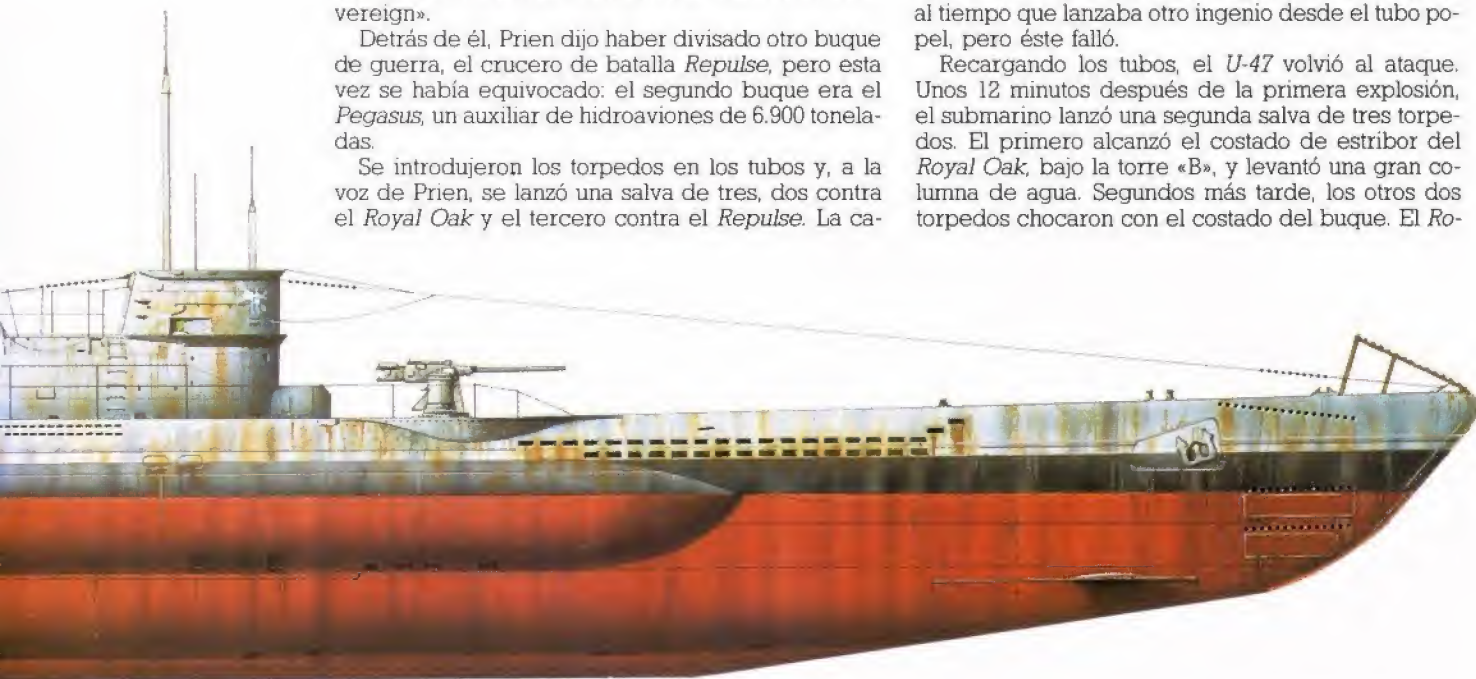 vereign».
Detrás de él, Prien dijo haber divisado otro buque
de guerra, el crucero de batalla Repulse, pero esta
vez se había equivocado: el segundo buque era el
Pegasus, un auxiliar de hidroaviones de 6.900 tonela-
das.
Se introdujeron los torpedos en los tubos y, a la
voz de Prien, se lanzó una salva de tres, dos contra
el Royal Oak y el tercero contra el Repulse. La ca-
al tiempo que lanzaba otro ingenio desde el tubo po-
pel, pero éste falló.
Recargando los tubos, el U-47 volvió al ataque.
Unos 12 minutos después de la primera explosión,
el submarino lanzó una segunda salva de tres torpe-
dos. El primero alcanzó el costado de estribor del
Royal Oak, bajo la torre «B», y levantó una gran co-
lumna de agua. Segundos más tarde, los otros dos
torpedos chocaron con el costado del buque. El Ro-